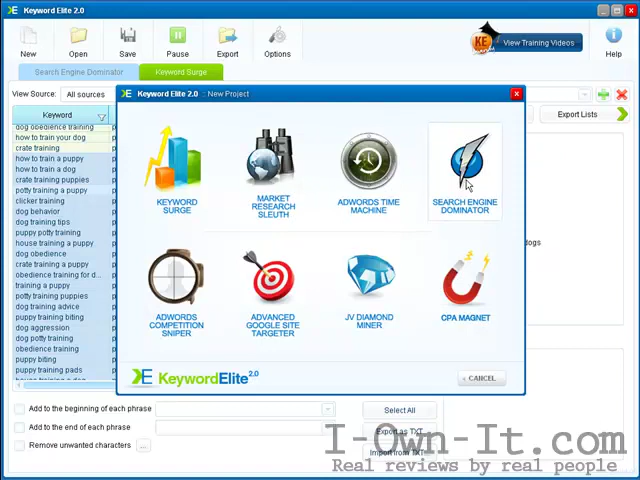 Keyword Elite 2.0
New
Open
Save
Pause
Export
Options
KE
View Training Videos
Help
Search Engine Dominator
Keyword Surge
View Source: All sources
Keyword Elite 2.0 :: New Project
Export Lists
Keyword
dog obedience training
how to train your dog
crate training
how to train a puppy
how to train a dog
crate training puppies
potty training a puppy
clicker training
dog behavior
dog training tips
puppy potty training
house training a puppy
dog obedience
crate training a puppy
obedience training for d...
training a puppy
potty training puppies
dog training advice
puppy training biting
dog aggression
dog potty training
obedience training
puppy biting
puppy training pads
KEYWORD SURGE
MARKET RESEARCH SLEUTH
ADWORDS TIME MACHINE
SEARCH ENGINE DOMINATOR
ADWORDS COMPETITION SNIPER
ADVANCED GOOGLE SITE TARGETER
JV DIAMOND MINER
CPA MAGNET
KeywordElite 2.0
CANCEL
dogs
Add to the beginning of each phrase
Add to the end of each phrase
Remove unwanted characters
...
Select All
Export as TXT...
Import from TXT...
I-Own-It.com
Real reviews by real people